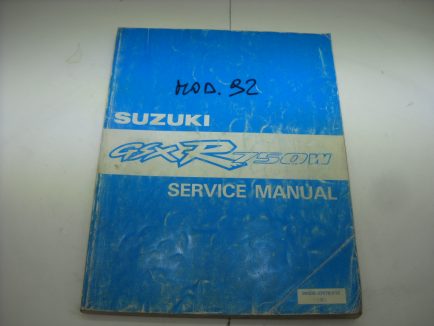 MOD. 92
SUZUKI
GSX-R750W
SERVICE MANUAL